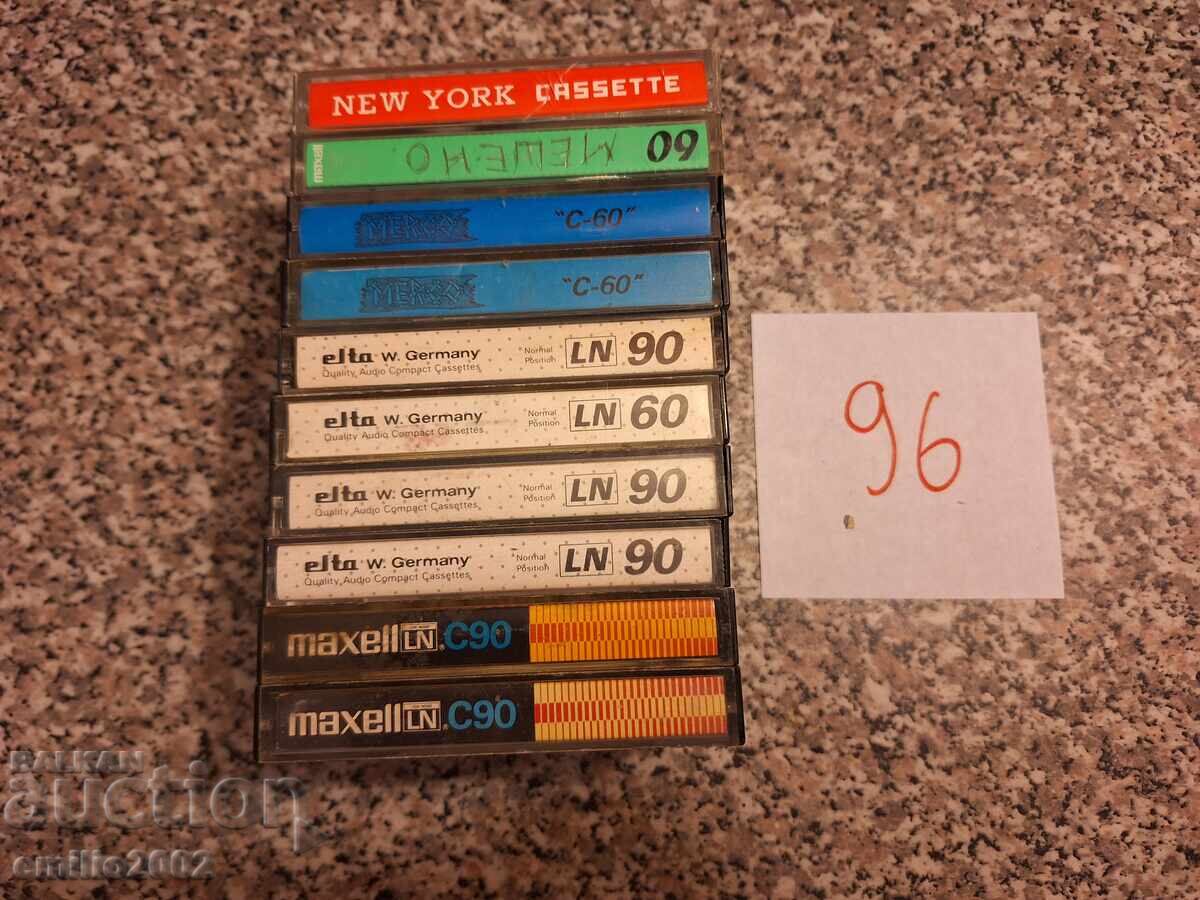 NEW YORK CASSETTE
maxell МЕШЕНО 60
MERSXY "C-60"
MERSXY "C-60"
elta W. Germany Normal Position LN 90
Quality Audio Compact Cassettes
elta W. Germany Normal Position LN 60
Quality Audio Compact Cassettes
elta W. Germany Normal Position LN 90
Quality Audio Compact Cassettes
elta W. Germany Normal Position LN 90
Quality Audio Compact Cassettes
maxell LN C90
maxell LN C90
96
BALKAN
auction
emilio2002